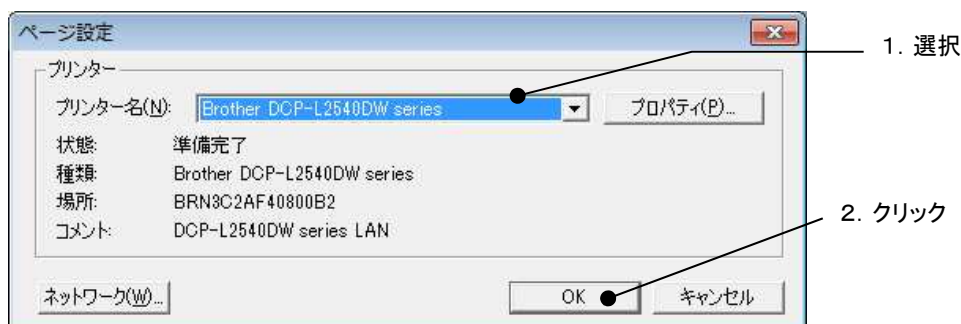 ページ設定
1. 選択
プリンター
プリンター名(N): Brother DCP-L2540DW series プロパティ(P)...
状態: 準備完了
種類: Brother DCP-L2540DW series
場所: BRN3C2AF40800B2
2. クリック
コメント: DCP-L2540DW series LAN
ネットワーク(W)... OK キャンセル